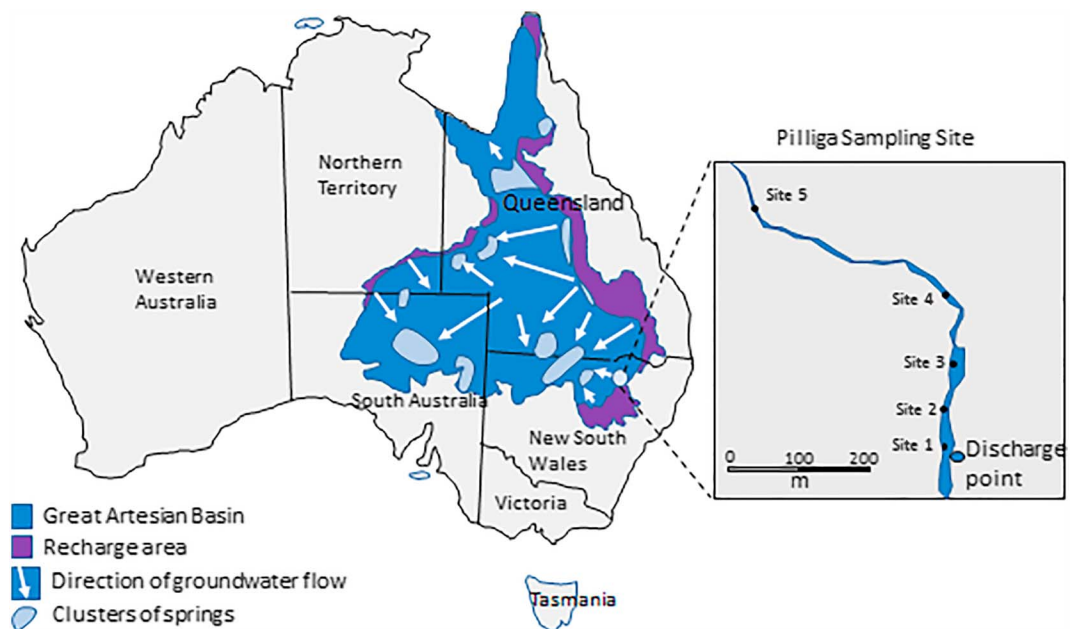 Pilliga Sampling Site
Northern
Territory
Queensland
Western
Australia
South Australia
New South
Wales
Victoria
Tasmania
Site 5
Site 4
Site 3
Site 2
Site 1
Discharge
point
0 100 200
m
Great Artesian Basin
Recharge area
Direction of groundwater flow
Clusters of springs